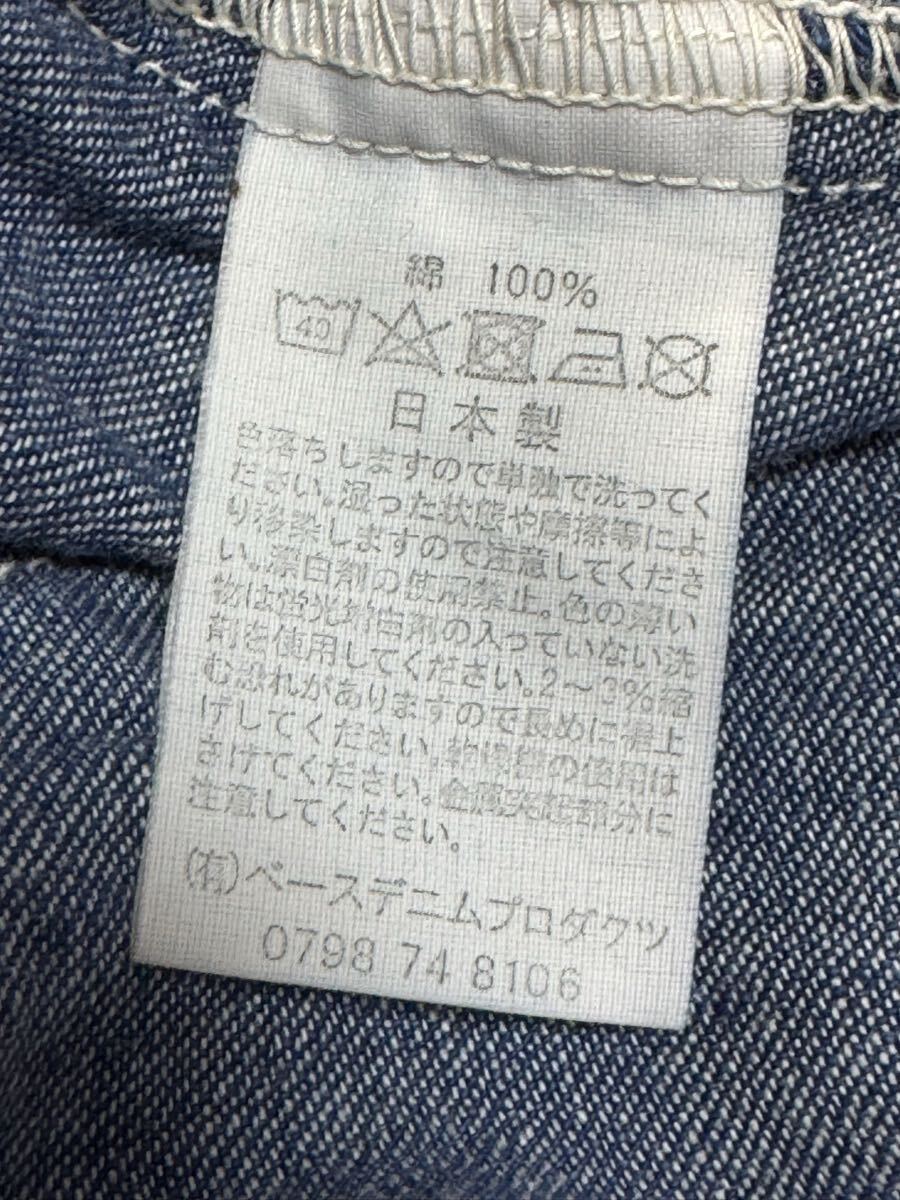 綿 100%
40
日本製
色落ちしますので単独で洗ってく
ださい。湿った状態や摩擦等によ
り移染しますので注意してくださ
い。漂白剤の使用禁止。色の薄い
物は蛍光増白剤の入っていない洗
剤を使用してください。2～3%縮
む恐れがありますので長めに裾上
げしてください。乾燥機の使用は
さけてください。金属突起部分に
注意してください。
(有)ベースデニムプロダクツ
0798 74 8106